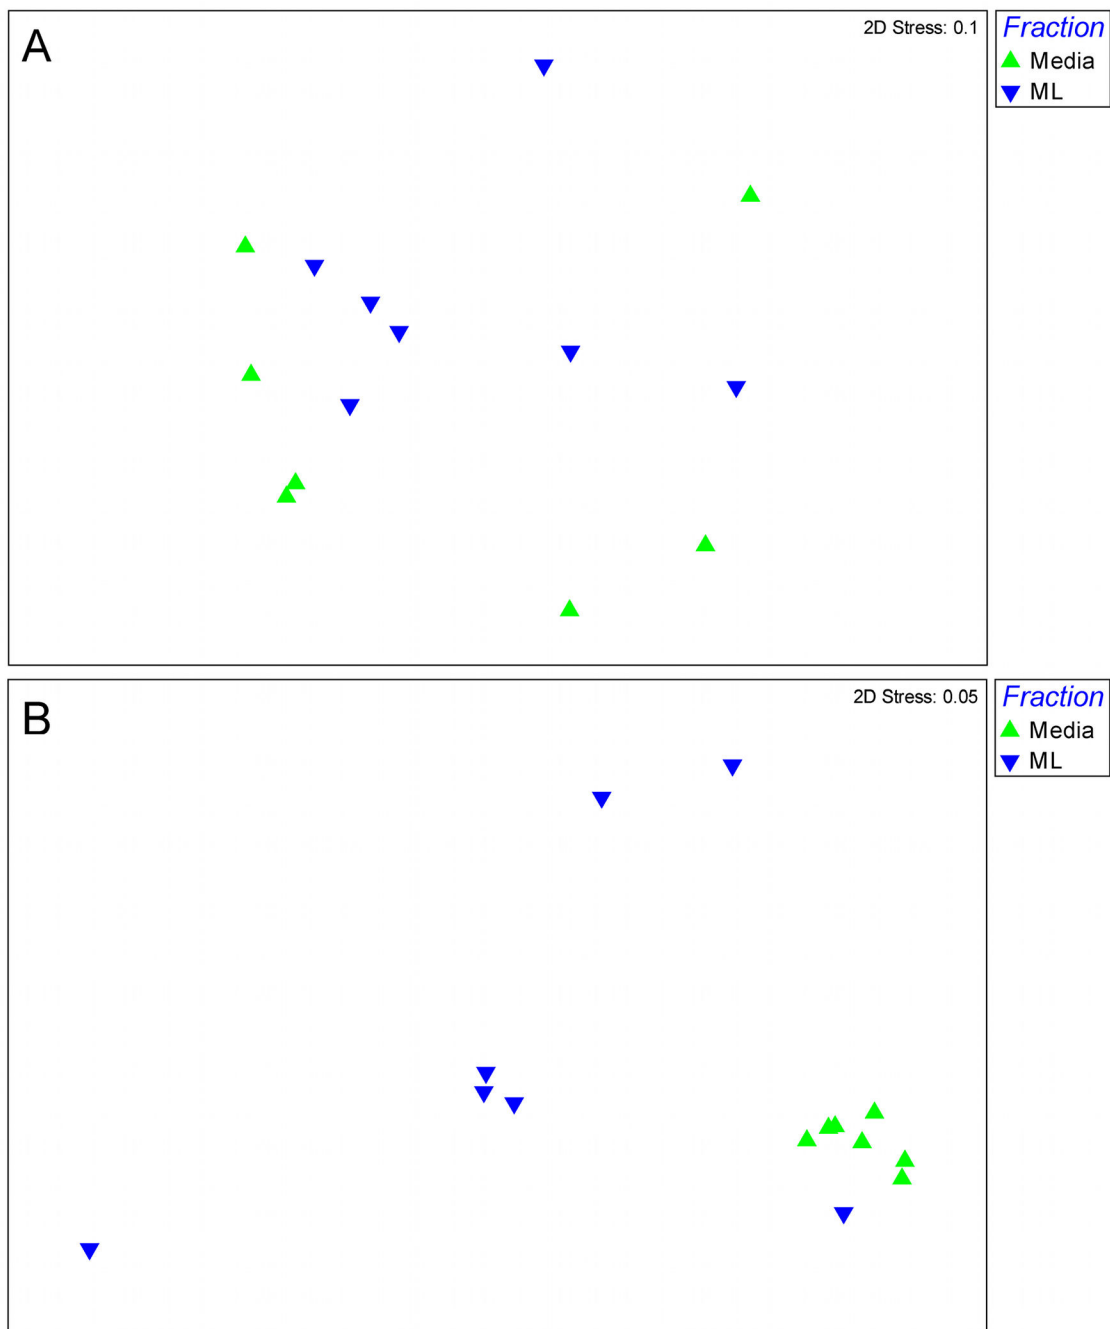 A
2D Stress: 0.1
Fraction
Media
ML
B
2D Stress: 0.05
Fraction
Media
ML